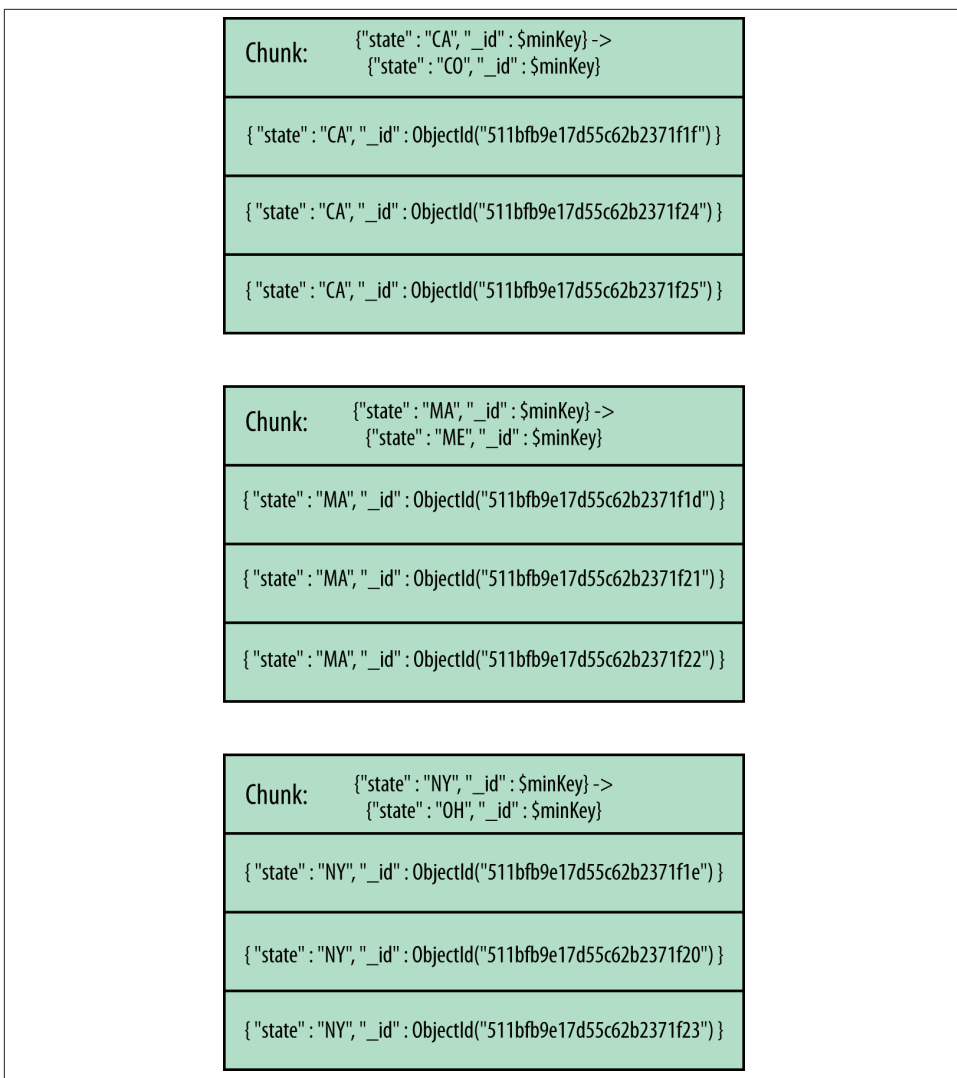 Chunk: {"state" : "CA", "_id" : $minKey} ->
{"state" : "CO", "_id" : $minKey}
{ "state" : "CA", "_id" : ObjectId("511bfb9e17d55c62b2371f1f") }
{ "state" : "CA", "_id" : ObjectId("511bfb9e17d55c62b2371f24") }
{ "state" : "CA", "_id" : ObjectId("511bfb9e17d55c62b2371f25") }
Chunk: {"state" : "MA", "_id" : $minKey} ->
{"state" : "ME", "_id" : $minKey}
{ "state" : "MA", "_id" : ObjectId("511bfb9e17d55c62b2371f1d") }
{ "state" : "MA", "_id" : ObjectId("511bfb9e17d55c62b2371f21") }
{ "state" : "MA", "_id" : ObjectId("511bfb9e17d55c62b2371f22") }
Chunk: {"state" : "NY", "_id" : $minKey} ->
{"state" : "OH", "_id" : $minKey}
{ "state" : "NY", "_id" : ObjectId("511bfb9e17d55c62b2371f1e") }
{ "state" : "NY", "_id" : ObjectId("511bfb9e17d55c62b2371f20") }
{ "state" : "NY", "_id" : ObjectId("511bfb9e17d55c62b2371f23") }